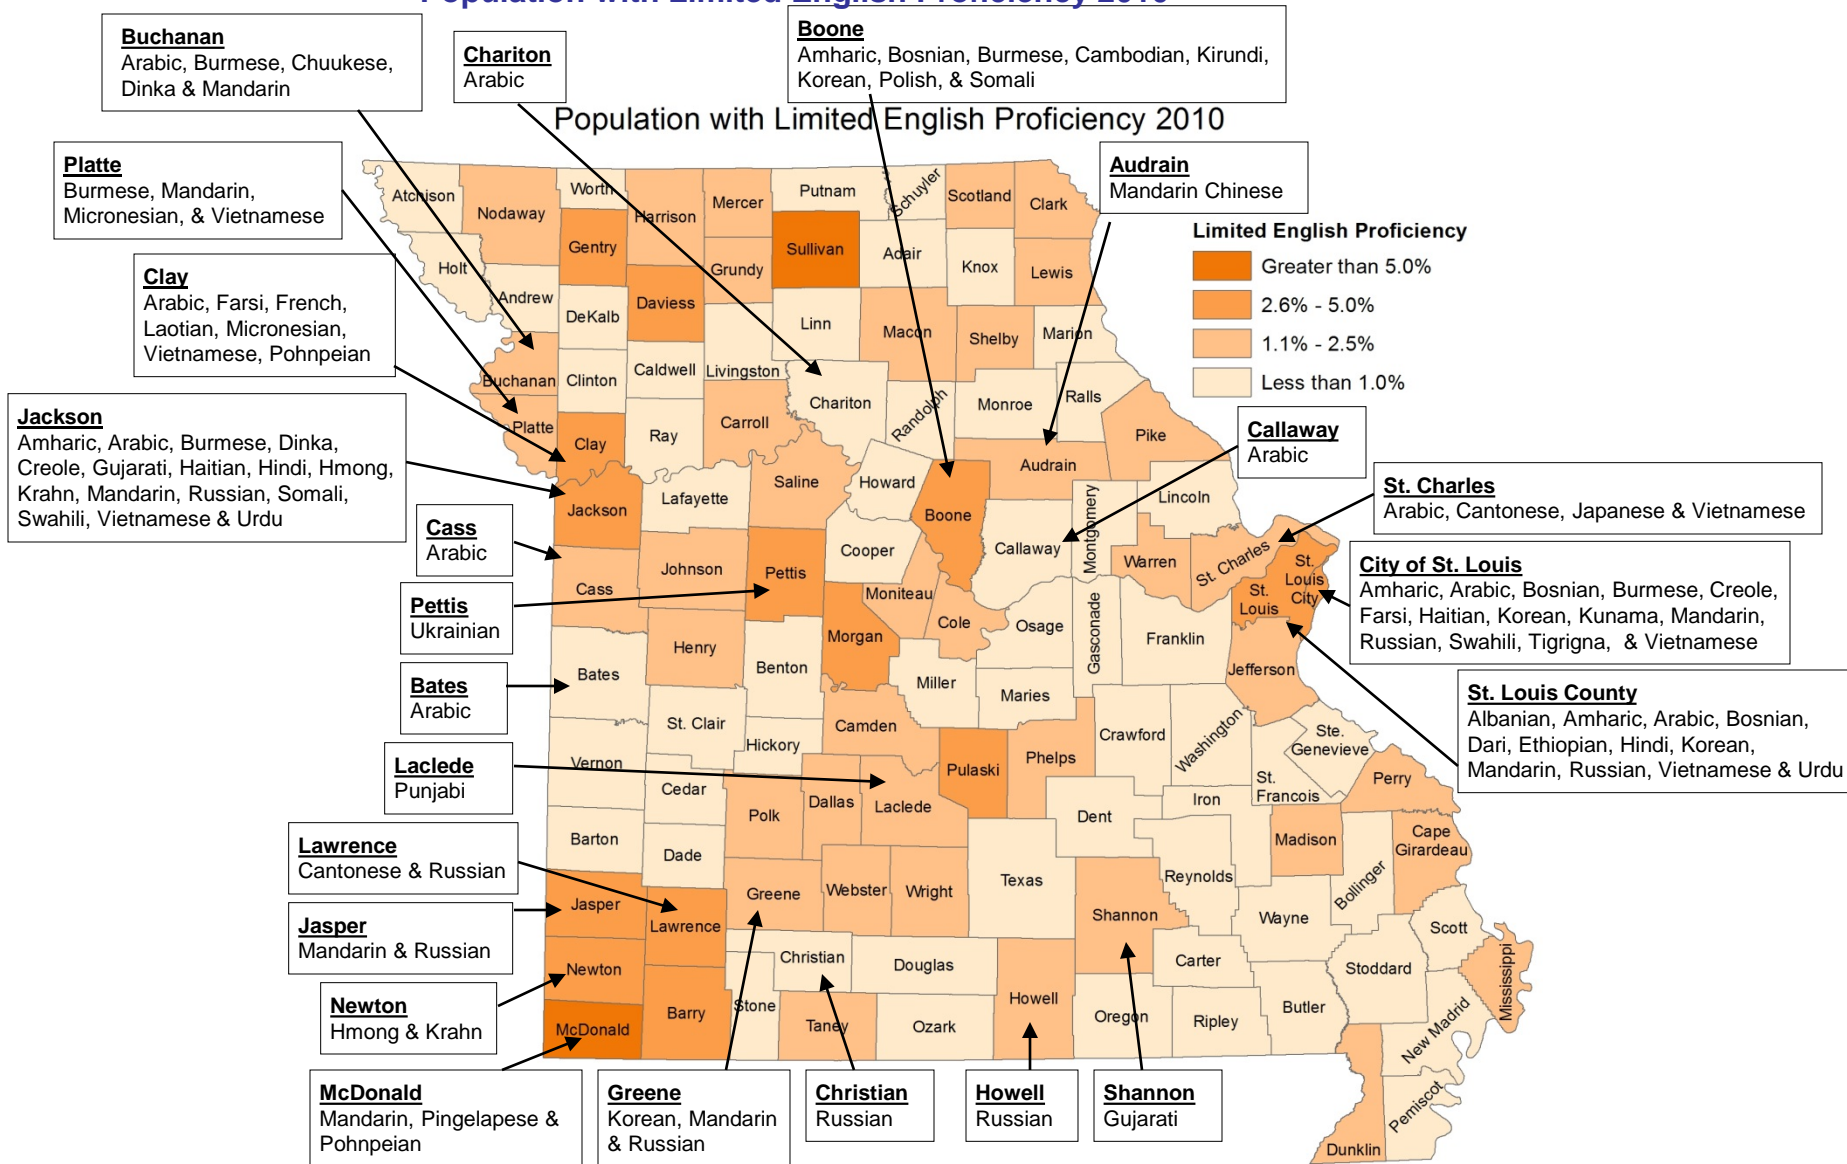 Population with Limited English Proficiency 2010
Buchanan
Arabic, Burmese, Chuukese,
Dinka & Mandarin
Chariton
Arabic
Boone
Amharic, Bosnian, Burmese, Cambodian, Kirundi,
Korean, Polish, & Somali
Population with Limited English Proficiency 2010
Platte
Burmese, Mandarin,
Micronesian, & Vietnamese
Audrain
Mandarin Chinese
Clay
Arabic, Farsi, French,
Laotian, Micronesian,
Vietnamese, Pohnpeian
Limited English Proficiency
Greater than 5.0%
2.6% - 5.0%
1.1% - 2.5%
Less than 1.0%
Jackson
Amharic, Arabic, Burmese, Dinka,
Creole, Gujarati, Haitian, Hindi, Hmong,
Krahn, Mandarin, Russian, Somali,
Swahili, Vietnamese & Urdu
Callaway
Arabic
St. Charles
Arabic, Cantonese, Japanese & Vietnamese
Cass
Arabic
City of St. Louis
Amharic, Arabic, Bosnian, Burmese, Creole,
Farsi, Haitian, Korean, Kunama, Mandarin,
Russian, Swahili, Tigrigna, & Vietnamese
Pettis
Ukrainian
Bates
Arabic
St. Louis County
Albanian, Amharic, Arabic, Bosnian,
Dari, Ethiopian, Hindi, Korean,
Mandarin, Russian, Vietnamese & Urdu
Laclede
Punjabi
Lawrence
Cantonese & Russian
Jasper
Mandarin & Russian
Newton
Hmong & Krahn
McDonald
Mandarin, Pingelapese &
Pohnpeian
Greene
Korean, Mandarin
& Russian
Christian
Russian
Howell
Russian
Shannon
Gujarati
Atchison
Nodaway
Worth
Harrison
Mercer
Putnam
Schuyler
Scotland
Clark
Holt
Andrew
Gentry
Daviess
Grundy
Sullivan
Adair
Knox
Lewis
DeKalb
Linn
Macon
Shelby
Marion
Buchanan
Clinton
Caldwell
Livingston
Chariton
Randolph
Monroe
Ralls
Platte
Clay
Ray
Carroll
Audrain
Pike
Jackson
Lafayette
Saline
Howard
Boone
Callaway
Montgomery
Lincoln
Cooper
Warren
St. Charles
St.
Louis
City
St.
Louis
Cass
Johnson
Pettis
Moniteau
Cole
Osage
Gasconade
Franklin
Jefferson
Bates
Henry
Benton
Morgan
Miller
Maries
St. Clair
Hickory
Camden
Crawford
Washington
Ste.
Genevieve
Vernon
Cedar
Polk
Dallas
Laclede
Pulaski
Phelps
St.
Francois
Perry
Barton
Dade
Dent
Iron
Madison
Cape
Girardeau
Bollinger
Jasper
Lawrence
Greene
Webster
Wright
Texas
Shannon
Reynolds
Wayne
Scott
Newton
Christian
Douglas
Carter
Stoddard
Mississippi
McDonald
Barry
Stone
Taney
Ozark
Howell
Oregon
Ripley
Butler
New Madrid
Pemiscot
Dunklin